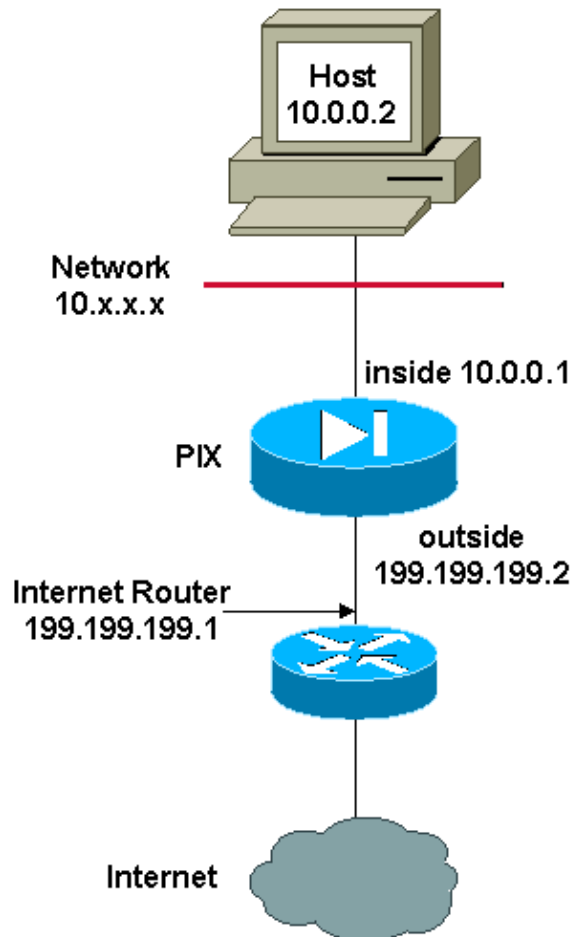 Host
10.0.0.2
Network
10.x.x.x
inside 10.0.0.1
PIX
outside
199.199.199.2
Internet Router
199.199.199.1
Internet